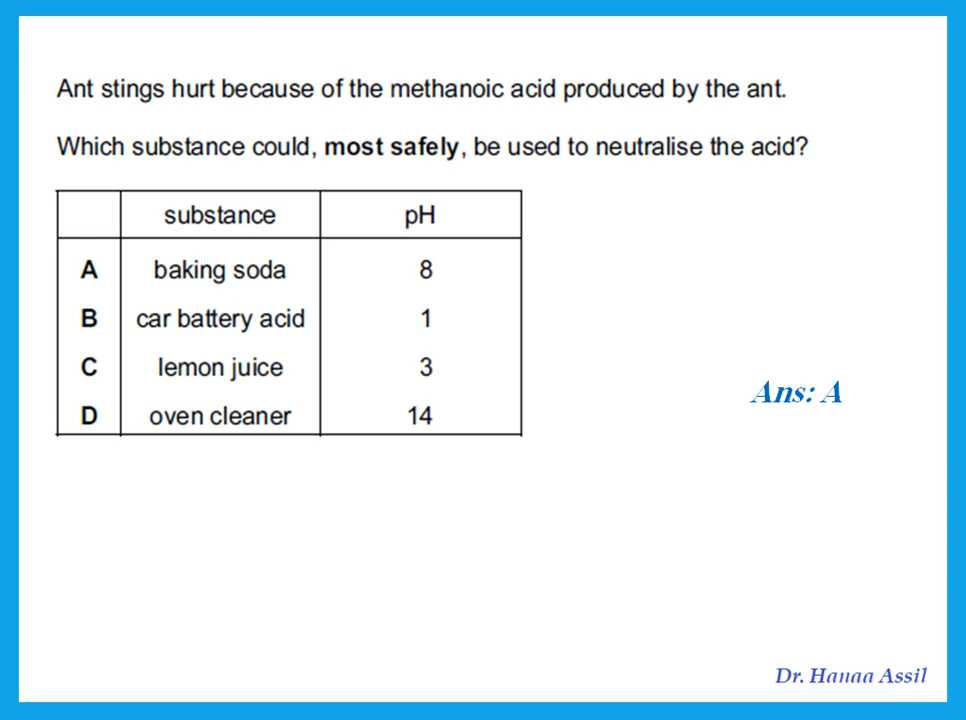 Ant stings hurt because of the methanoic acid produced by the ant.
Which substance could, most safely, be used to neutralise the acid?
substance pH
A baking soda 8
B car battery acid 1
C lemon juice 3
D oven cleaner 14
Ans: A
Dr. Hanaa Assil